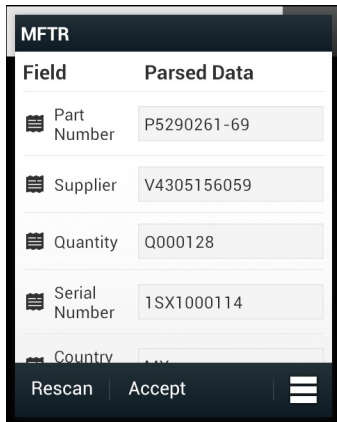 MFTR
Field Parsed Data
Part
Number P5290261-69
Supplier V4305156059
Quantity Q000128
Serial
Number 1SX1000114
Country
Rescan Accept